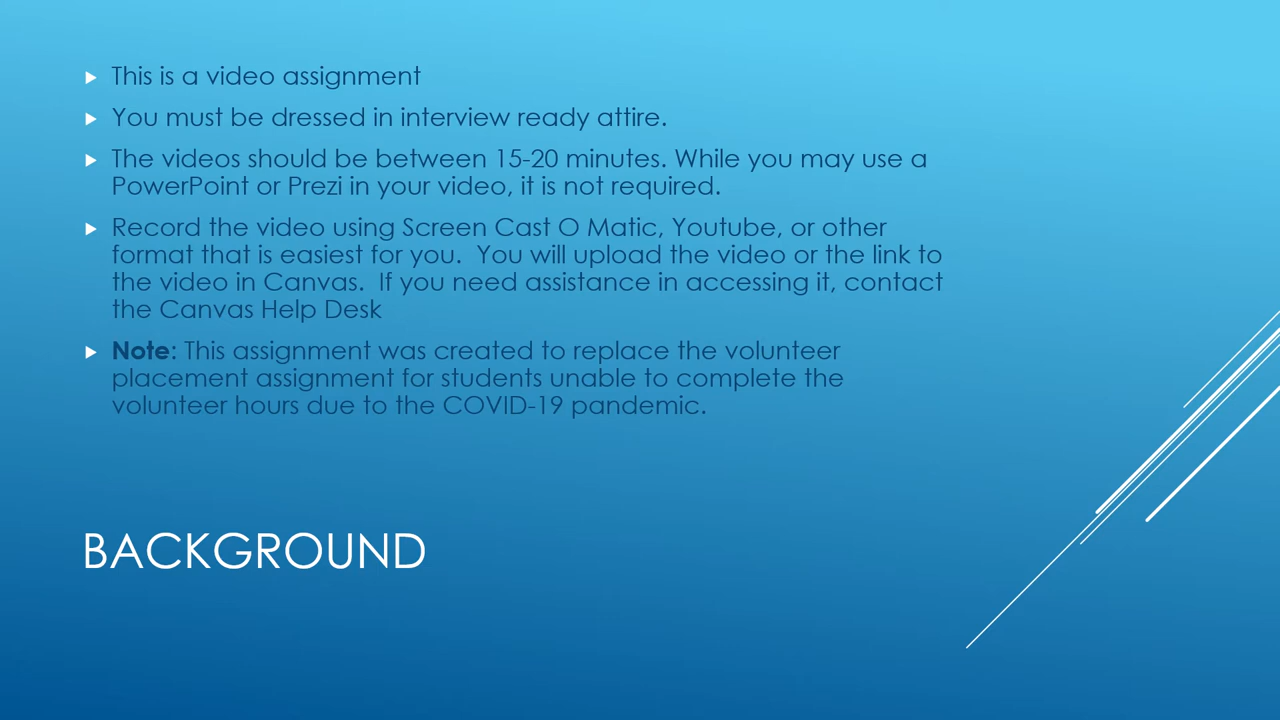 This is a video assignment
You must be dressed in interview ready attire.
The videos should be between 15-20 minutes. While you may use a
PowerPoint or Prezi in your video, it is not required.
Record the video using Screen Cast O Matic, Youtube, or other
format that is easiest for you.  You will upload the video or the link to
the video in Canvas.  If you need assistance in accessing it, contact
the Canvas Help Desk
Note: This assignment was created to replace the volunteer
placement assignment for students unable to complete the
volunteer hours due to the COVID-19 pandemic.
BACKGROUND